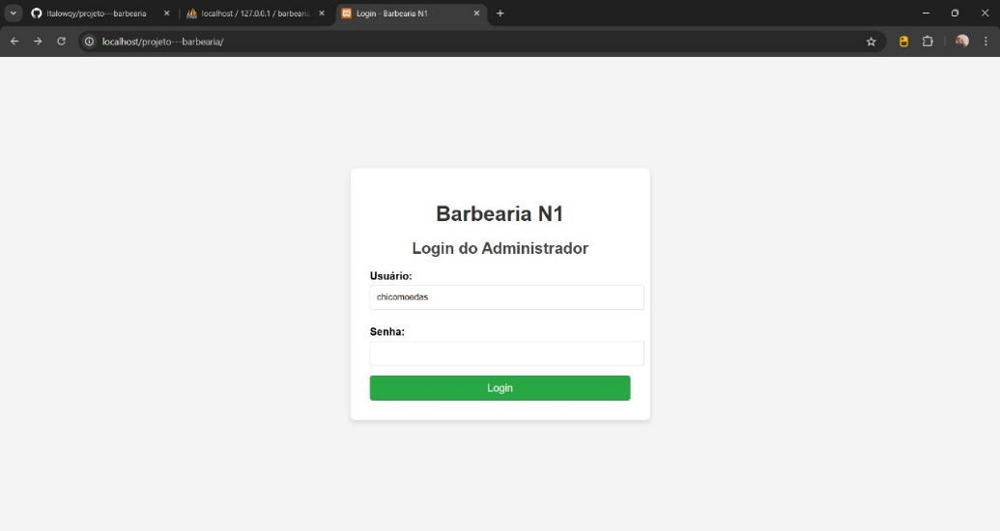 Italowqy/projeto---barbearia
localhost / 127.0.0.1 / barbearia
Login - Barbearia N1
localhost/projeto---barbearia/
Barbearia N1
Login do Administrador
Usuário:
chicomoedas
Senha:
Login